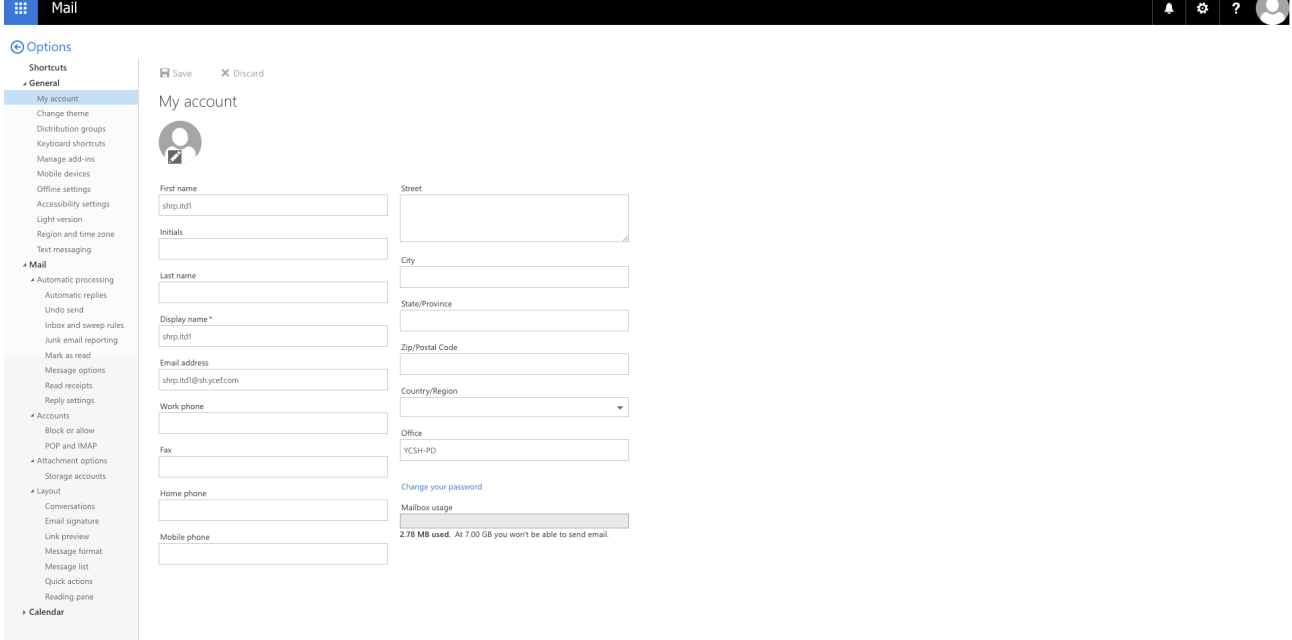 Mail
?
Options
Shortcuts
General
My account
Change theme
Distribution groups
Keyboard shortcuts
Manage add-ins
Mobile devices
Offline settings
Accessibility settings
Light version
Region and time zone
Text messaging
Mail
Automatic processing
Automatic replies
Undo send
Inbox and sweep rules
Junk email reporting
Mark as read
Message options
Read receipts
Reply settings
Accounts
Block or allow
POP and IMAP
Attachment options
Storage accounts
Layout
Conversations
Email signature
Link preview
Message format
Message list
Quick actions
Reading pane
Calendar
Save Discard
My account
First name
shrp.itd1
Initials
Last name
Display name*
shrp.itd1
Email address
shrp.itd1@sh.ycef.com
Work phone
Fax
Home phone
Mobile phone
Street
City
State/Province
Zip/Postal Code
Country/Region
Office
YCSH-PD
Change your password
Mailbox usage
2.78 MB used. At 7.00 GB you won't be able to send email.